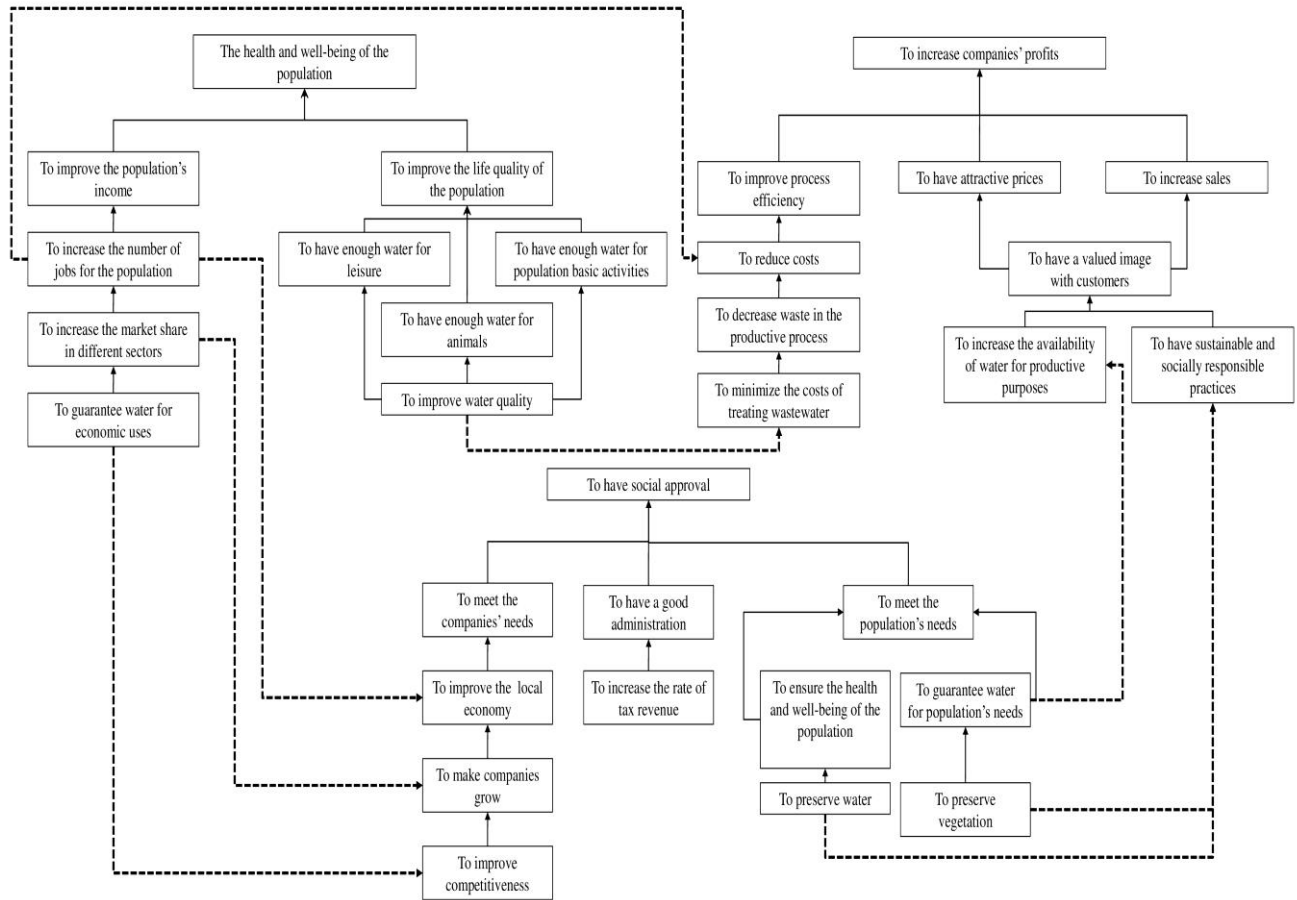 The health and well-being of the
population
To increase companies' profits
To improve the population's
income
To improve the life quality of
the population
To improve process
efficiency
To have attractive prices
To increase sales
To increase the number of
jobs for the population
To have enough water for
leisure
To have enough water for
population basic activities
To reduce costs
To have a valued image
with customers
To increase the market share
in different sectors
To have enough water for
animals
To decrease waste in the
productive process
To increase the availability
of water for productive
purposes
To have sustainable and
socially responsible
practices
To guarantee water for
economic uses
To improve water quality
To minimize the costs of
treating wastewater
To have social approval
To meet the
companies' needs
To have a good
administration
To meet the
population's needs
To improve the local
economy
To increase the rate of
tax revenue
To ensure the health
and well-being of the
population
To guarantee water
for population's needs
To make companies
grow
To preserve water
To preserve
vegetation
To improve
competitiveness